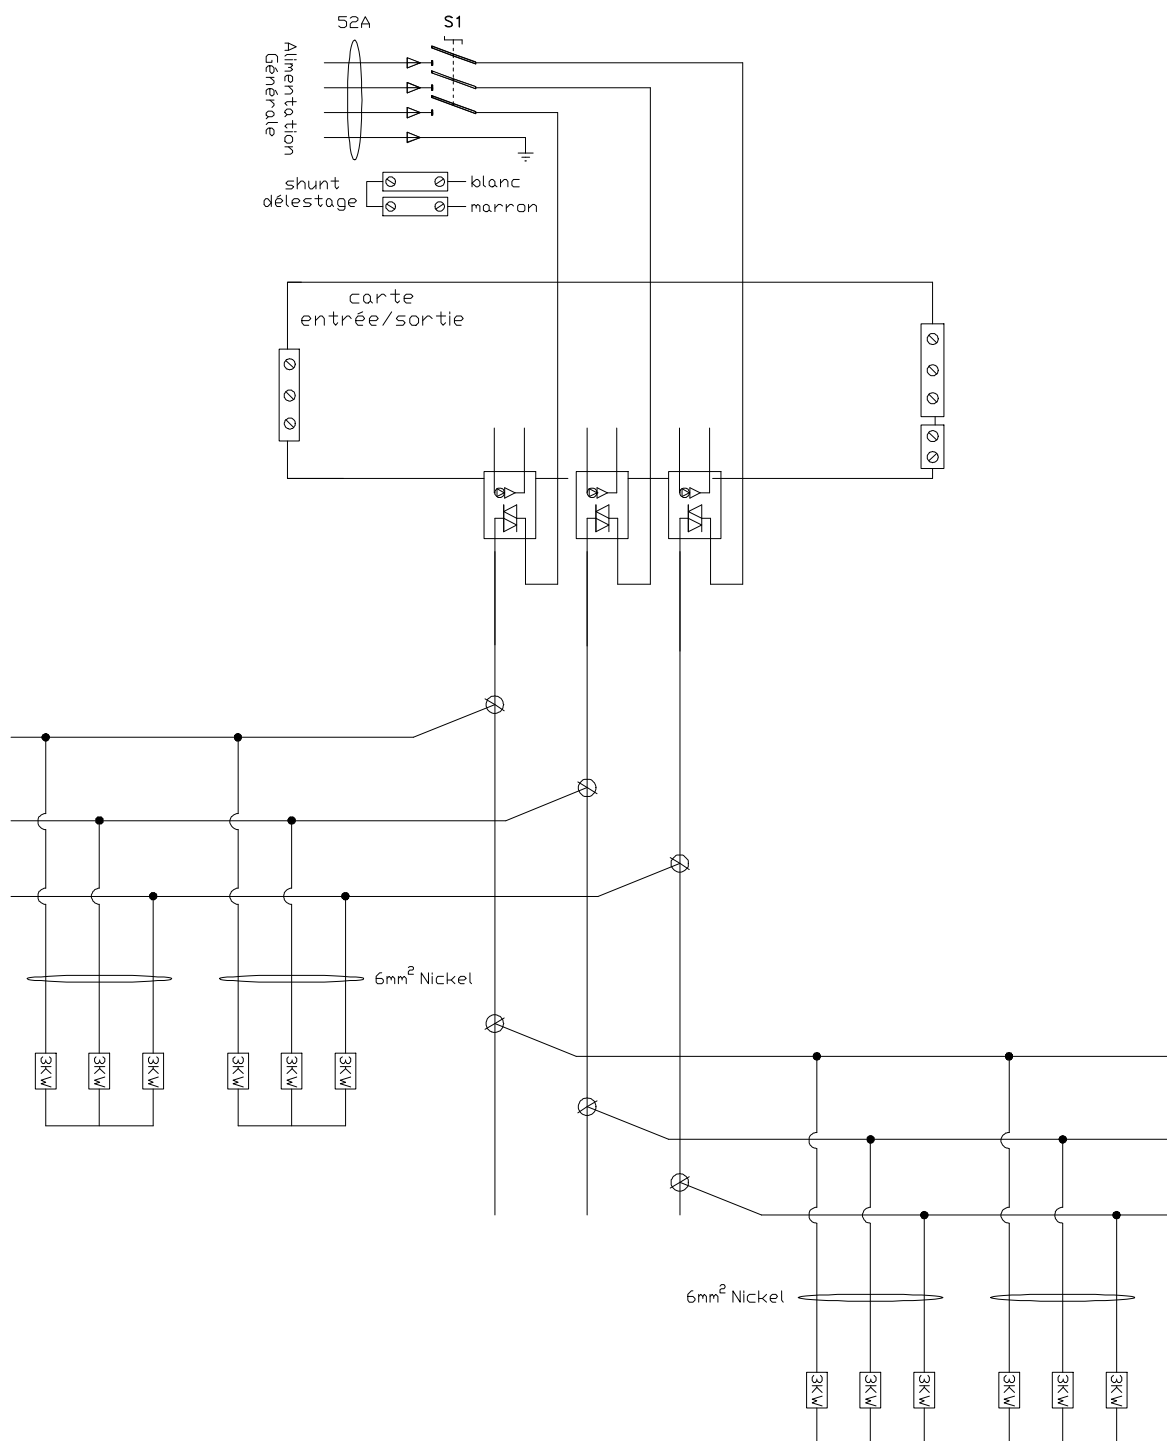 52A
S1
Alimentation
Générale
shunt
délestage
blanc
marron
carte
entrée/sortie
6mm² Nickel
3KW 3KW 3KW 3KW 3KW 3KW
6mm² Nickel
3KW 3KW 3KW 3KW 3KW 3KW